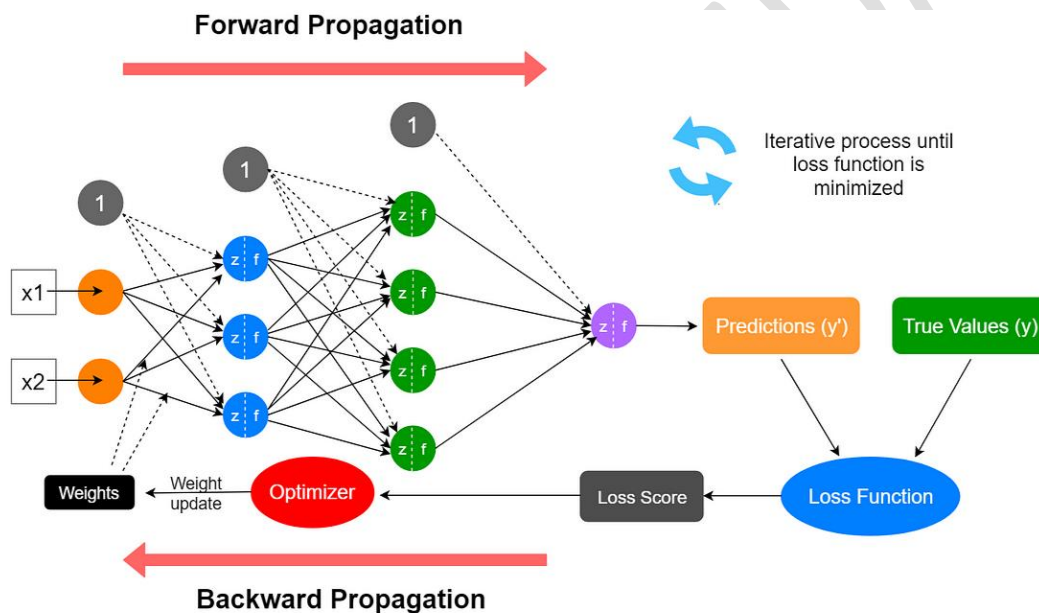 Forward Propagation
1
1
1
Iterative process until
loss function is
minimized
z f
z f
x1
z f
z f
z f
Predictions (y')
True Values (y)
x2
z f
z f
z f
Weights
Weight
update
Optimizer
Loss Score
Loss Function
Backward Propagation